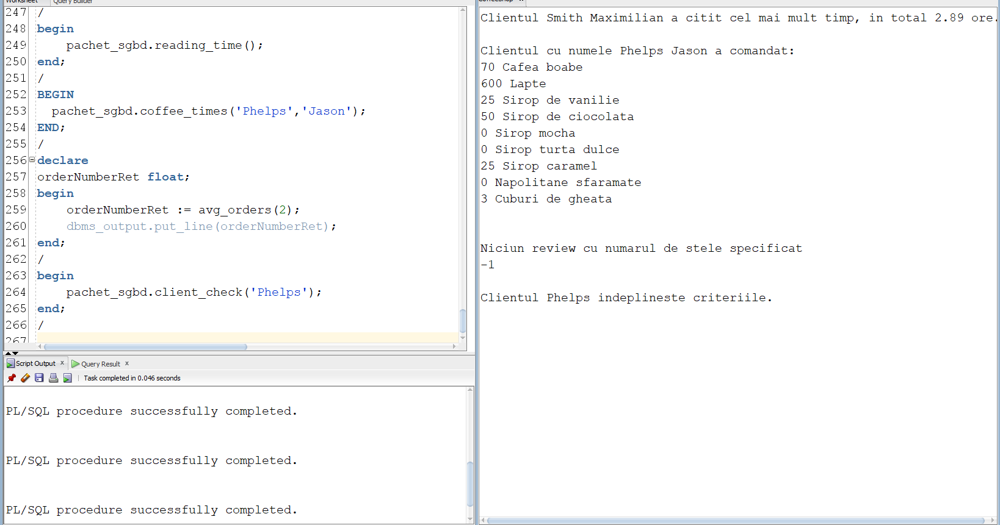 Worksheet Query Builder
247 /
248 begin
249 pachet_sgbd.reading_time();
250 end;
251 /
252 BEGIN
253 pachet_sgbd.coffee_times('Phelps','Jason');
254 END;
255 /
256 declare
257 orderNumberRet float;
258 begin
259 orderNumberRet := avg_orders(2);
260 dbms_output.put_line(orderNumberRet);
261 end;
262 /
263 begin
264 pachet_sgbd.client_check('Phelps');
265 end;
266 /
267
Script Output x Query Result x
Task completed in 0.046 seconds
PL/SQL procedure successfully completed.
PL/SQL procedure successfully completed.
PL/SQL procedure successfully completed.
CoffeeShop x
Clientul Smith Maximilian a citit cel mai mult timp, in total 2.89 ore.
Clientul cu numele Phelps Jason a comandat:
70 Cafea boabe
600 Lapte
25 Sirop de vanilie
50 Sirop de ciocolata
0 Sirop mocha
0 Sirop turta dulce
25 Sirop caramel
0 Napolitane sfaramate
3 Cuburi de gheata
Niciun review cu numarul de stele specificat
-1
Clientul Phelps indeplineste criteriile.